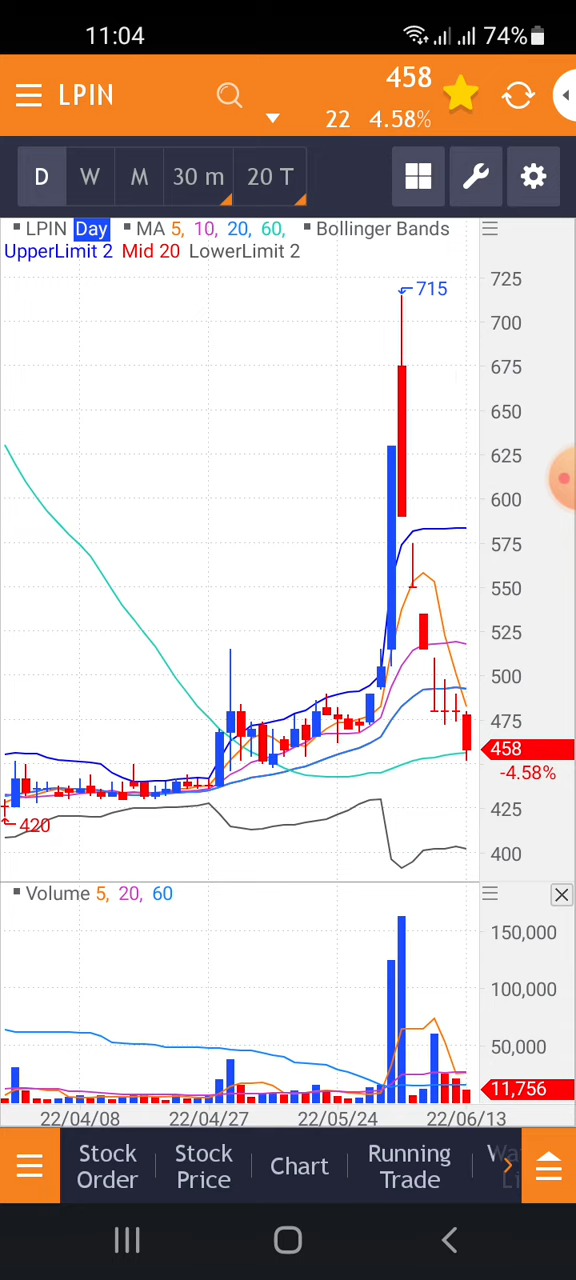 11:04 74%
LPIN 458
22 4.58%
D W M 30 m 20 T
LPIN Day MA 5, 10, 20, 60, Bollinger Bands
UpperLimit 2 Mid 20 LowerLimit 2
725
715
700
675
650
625
600
575
550
525
500
475
458
-4.58%
425
420
400
Volume 5, 20, 60
150,000
100,000
50,000
11,756
22/04/08 22/04/27 22/05/24 22/06/13
Stock Order
Stock Price
Chart
Running Trade